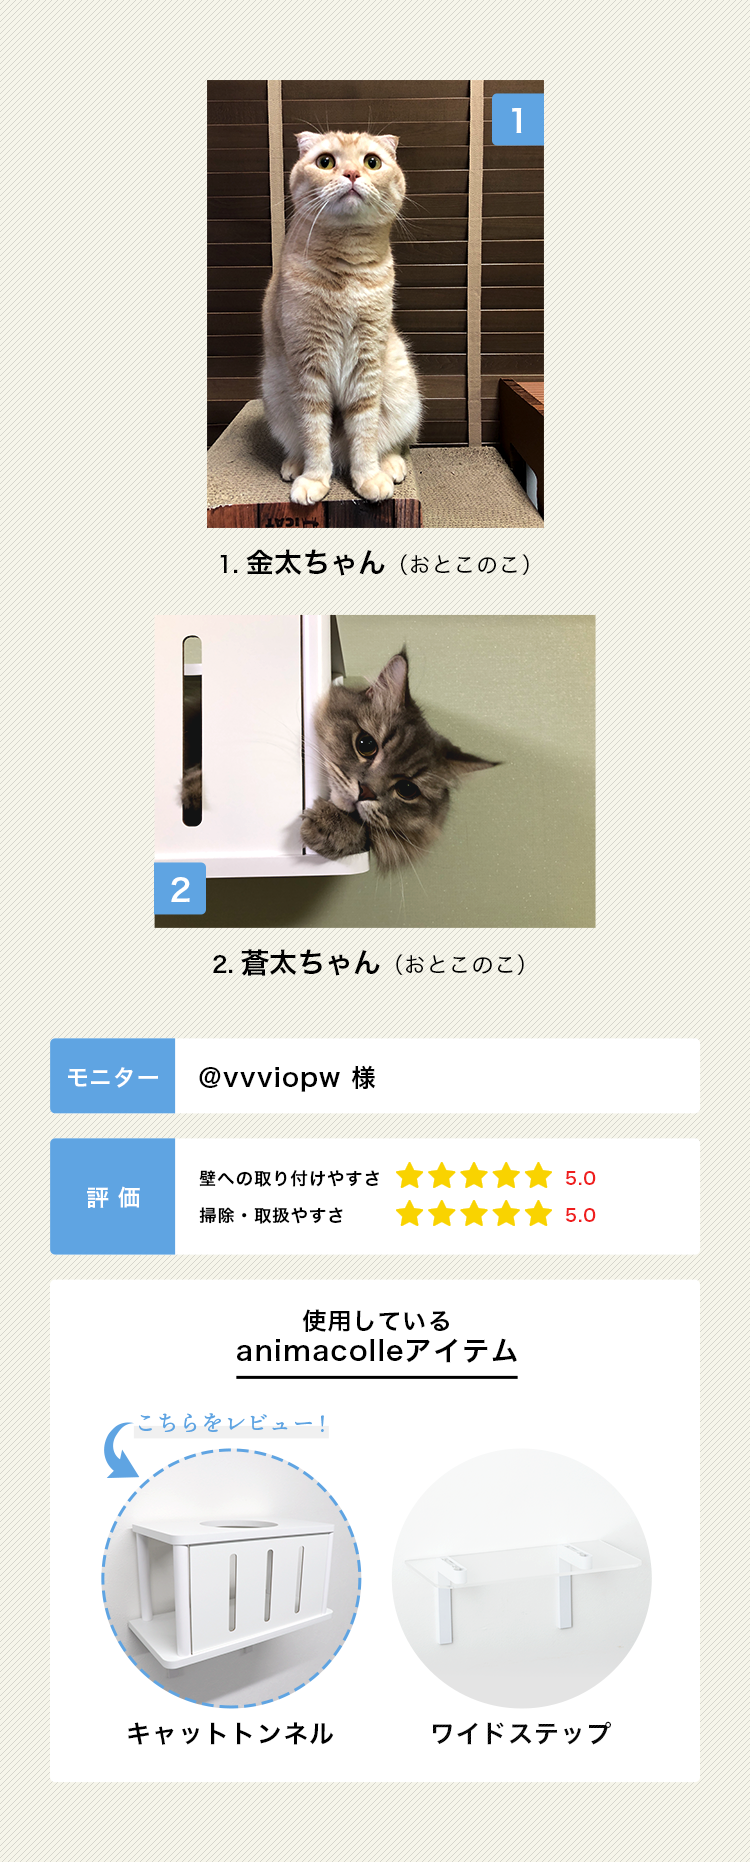 1
1. 金太ちゃん（おとこのこ）
2
2. 蒼太ちゃん（おとこのこ）
モニター
@vvviopw 様
評価
壁への取り付けやすさ ★★★★★ 5.0
掃除・取扱やすさ ★★★★★ 5.0
使用している
animacolleアイテム
こちらをレビュー！
キャットトンネル
ワイドステップ